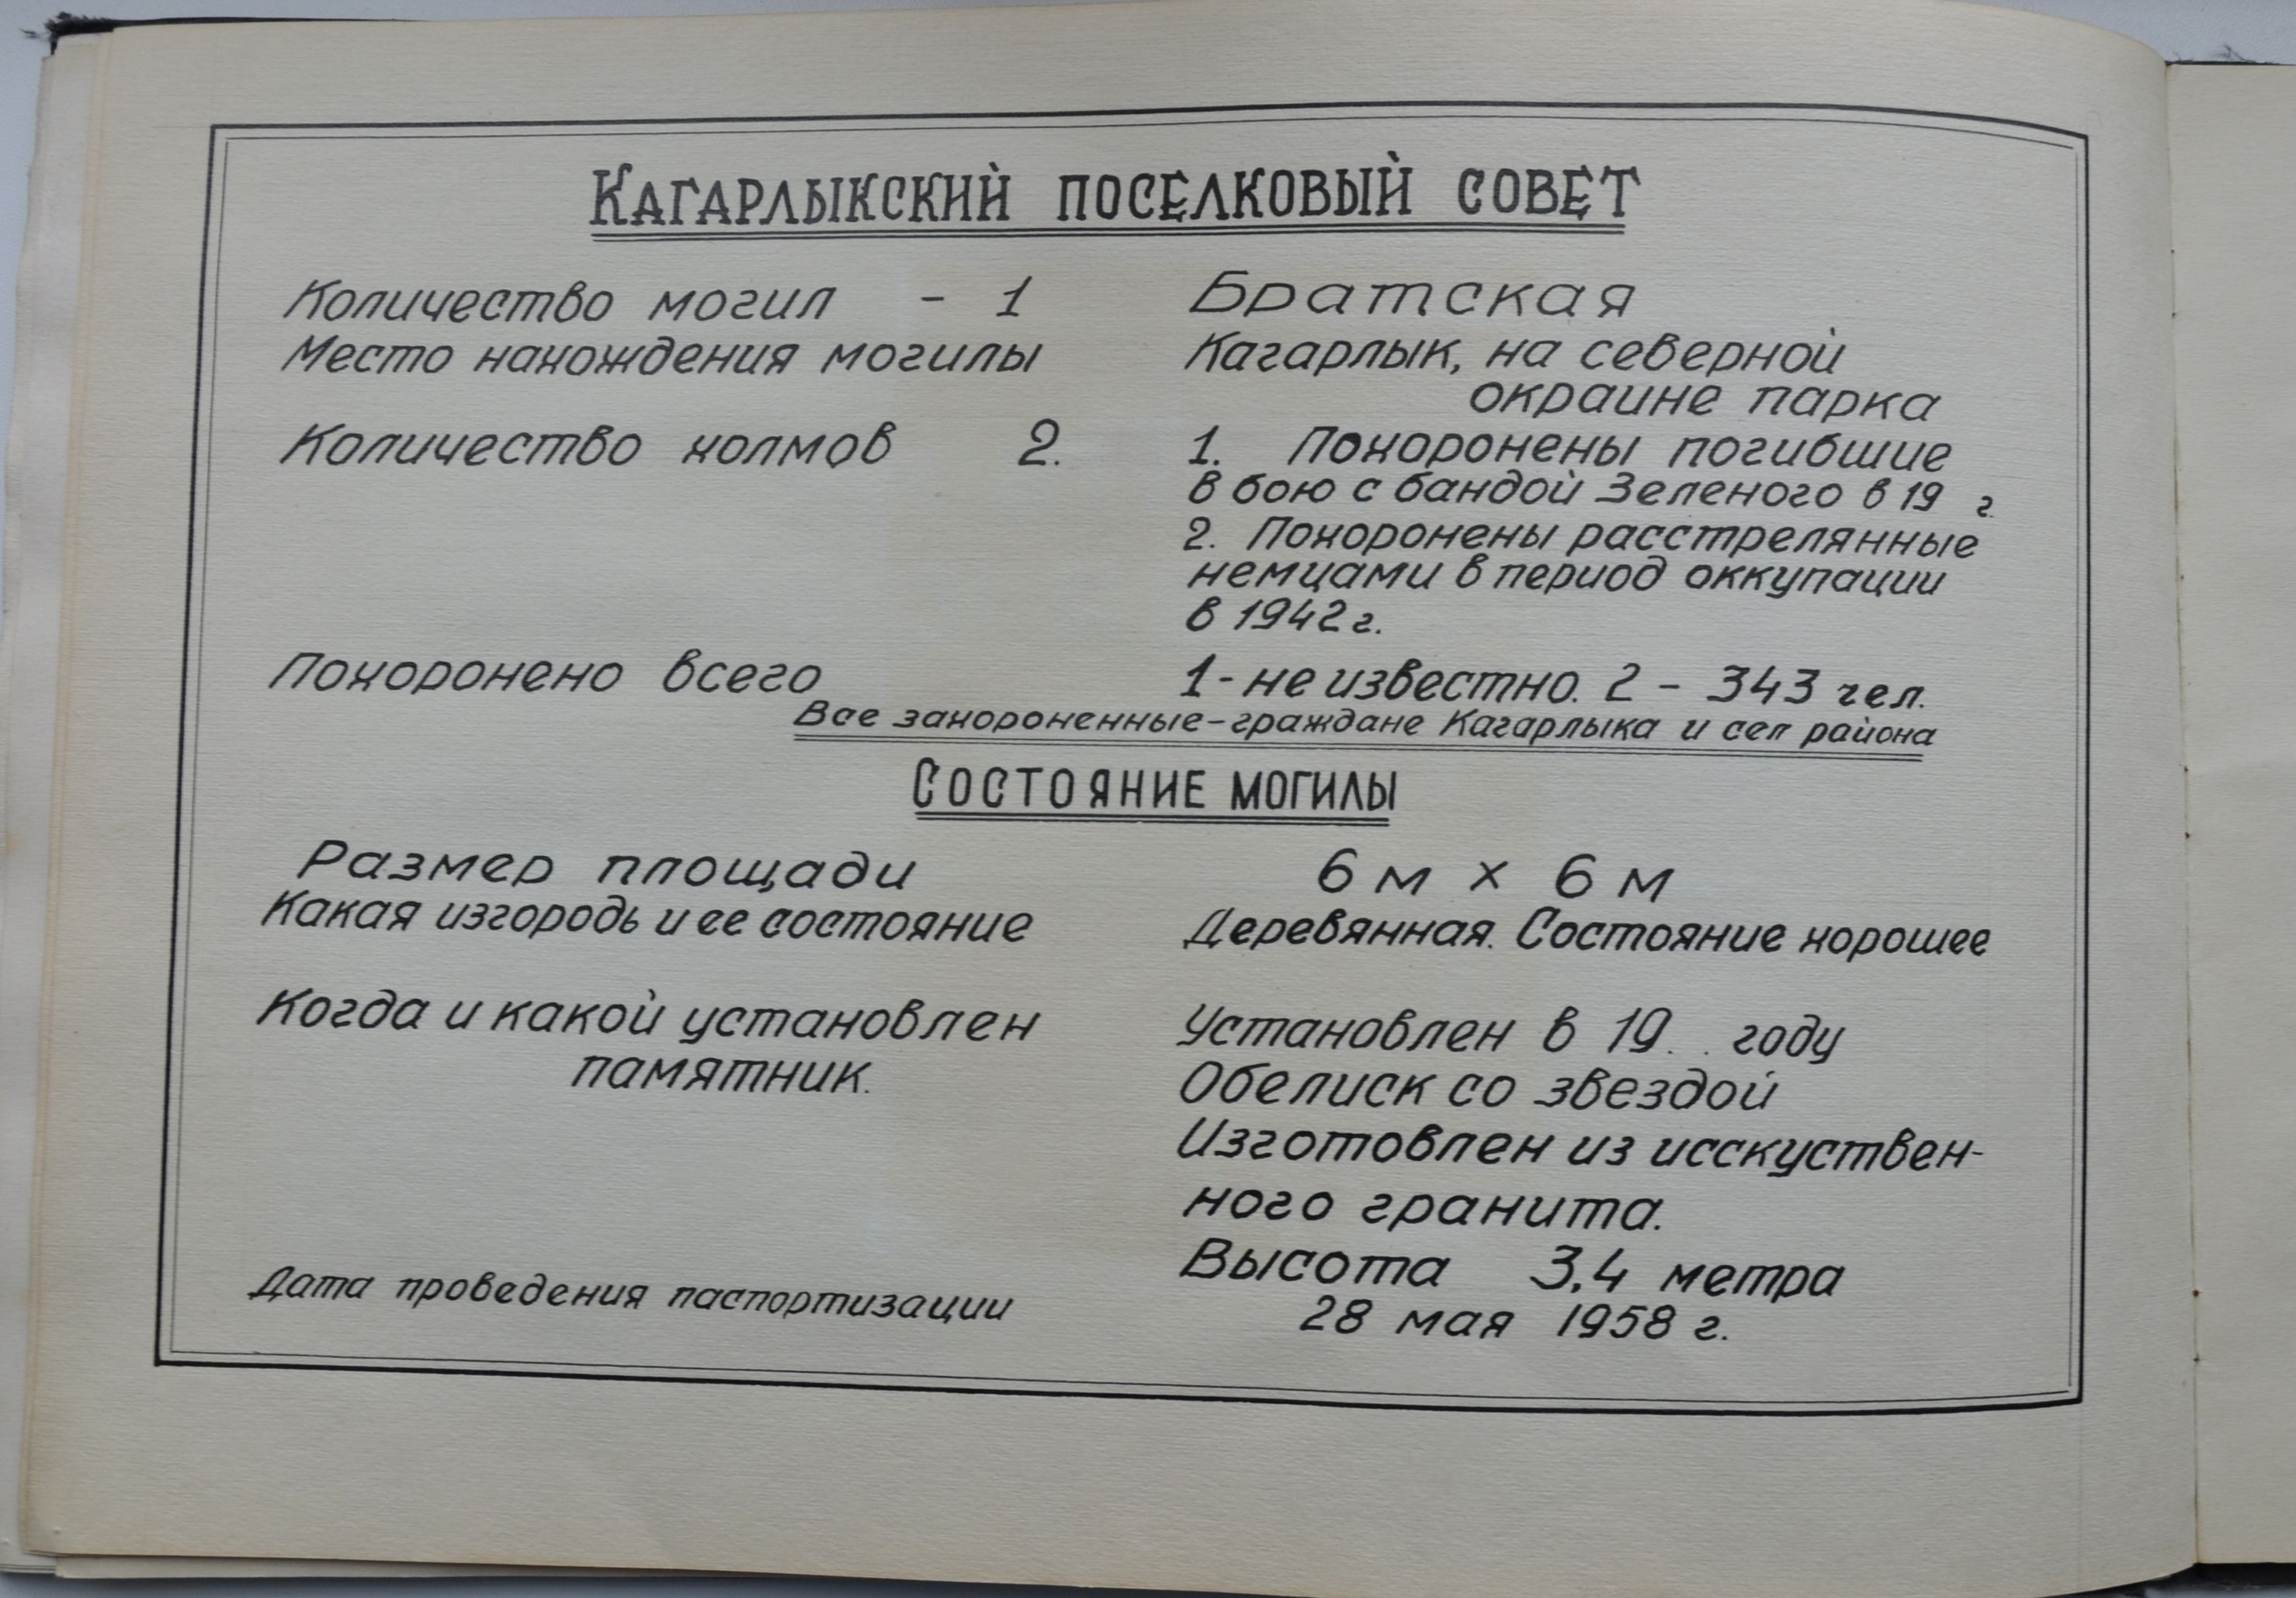 Кагарлыкский поселковый совет
Количество могил - 1 Братская
Место нахождения могилы Кагарлык, на северной
окраине парка
Количество холмов 2. 1. Похоронены погибшие
в бою с бандой Зеленого в 19 г.
2. Похоронены расстрелянные
немцами в период оккупации
в 1942 г.
Похоронено всего 1 - не известно. 2 - 343 чел.
Все захороненные - граждане Кагарлыка и сел района
Состояние могилы
Размер площади 6 м х 6 м
Какая изгородь и ее состояние Деревянная. Состояние хорошее
Когда и какой установлен Установлен в 19 . . году
памятник. Обелиск со звездой
Изготовлен из исскуствен-
ного гранита.
Высота 3,4 метра
Дата проведения паспортизации 28 мая 1958 г.